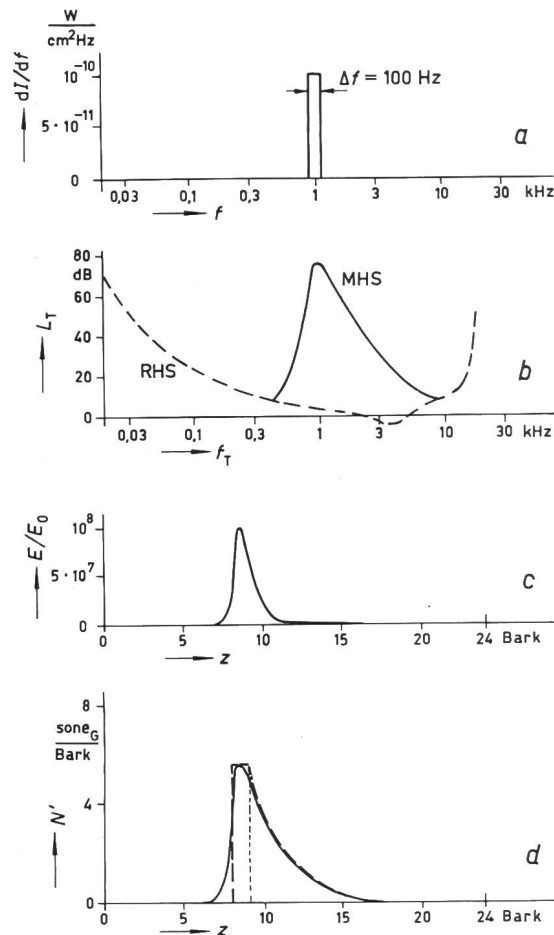 W
cm²Hz
dI/df
10⁻¹⁰
5·10⁻¹¹
0
Δf = 100 Hz
a
0,03 0,1 0,3 1 3 10 30 kHz
f
80
dB
60
40
20
0
L_T
MHS
RHS
b
0,03 0,1 0,3 1 3 10 30 kHz
f_T
E/E₀
10⁸
5·10⁷
0
c
0 5 10 15 20 24 Bark
z
8
sone_G
Bark
4
0
N'
d
0 5 10 15 20 24 Bark
z